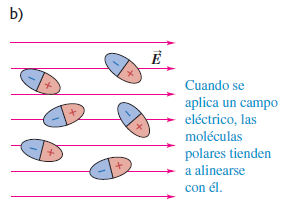 b)
E
Cuando se
aplica un campo
eléctrico, las
moléculas
polares tienden
a alinearse
con él.